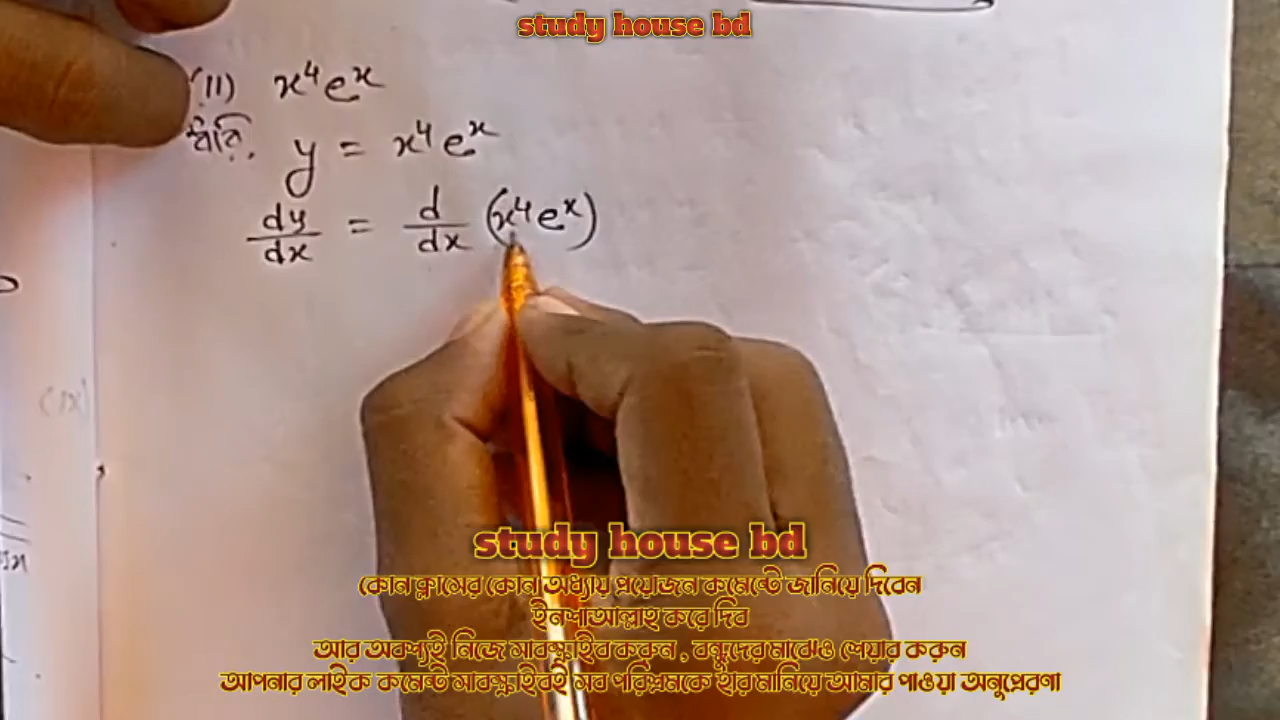 study house bd
(II) x⁴eˣ
ধরি, y = x⁴eˣ
dy/dx = d/dx (x⁴eˣ)
study house bd
কোন ক্লাসের কোন অধ্যায় প্রয়োজন কমেন্টে জানিয়ে দিবেন
ইনশাআল্লাহ করে দিব
আর অবশ্যই নিজে সাবস্ক্রাইব করুন , বন্ধুদের মাঝেও শেয়ার করুন
আপনার লাইক কমেন্ট সাবস্ক্রাইবই সব পরিশ্রমকে হার মানিয়ে আমার পাওয়া অনুপ্রেরণা